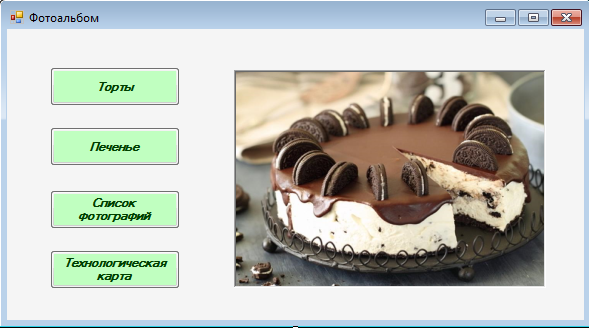 Фотоальбом
Торты
Печенье
Список
фотографий
Технологическая
карта